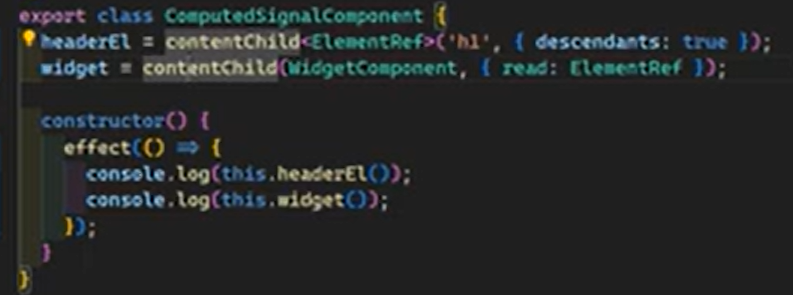 export class ComputedSignalComponent {
headerEl = contentChild<ElementRef>('h1', { descendants: true });
widget = contentChild(WidgetComponent, { read: ElementRef });
constructor() {
effect(() => {
console.log(this.headerEl());
console.log(this.widget());
});
}
}